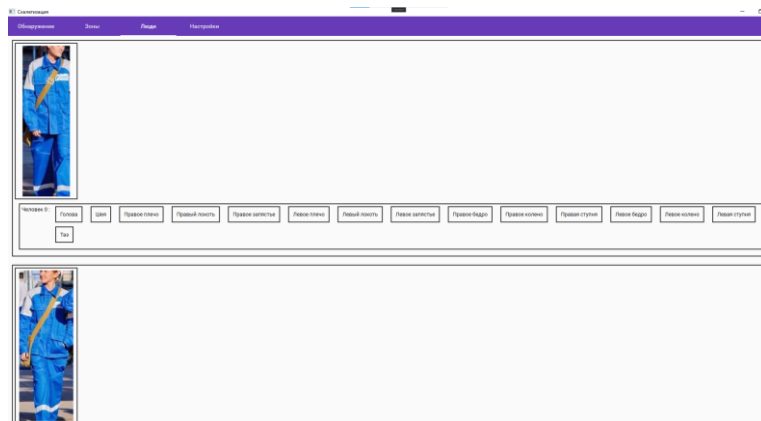 Скелетизация
Обнаружение Зоны Люди Настройки
Человек 0: Голова Шея Правое плечо Правый локоть Правое запястье Левое плечо Левый локоть Левое запястье Правое бедро Правое колено Правая ступня Левое бедро Левое колено Левая ступня
Таз